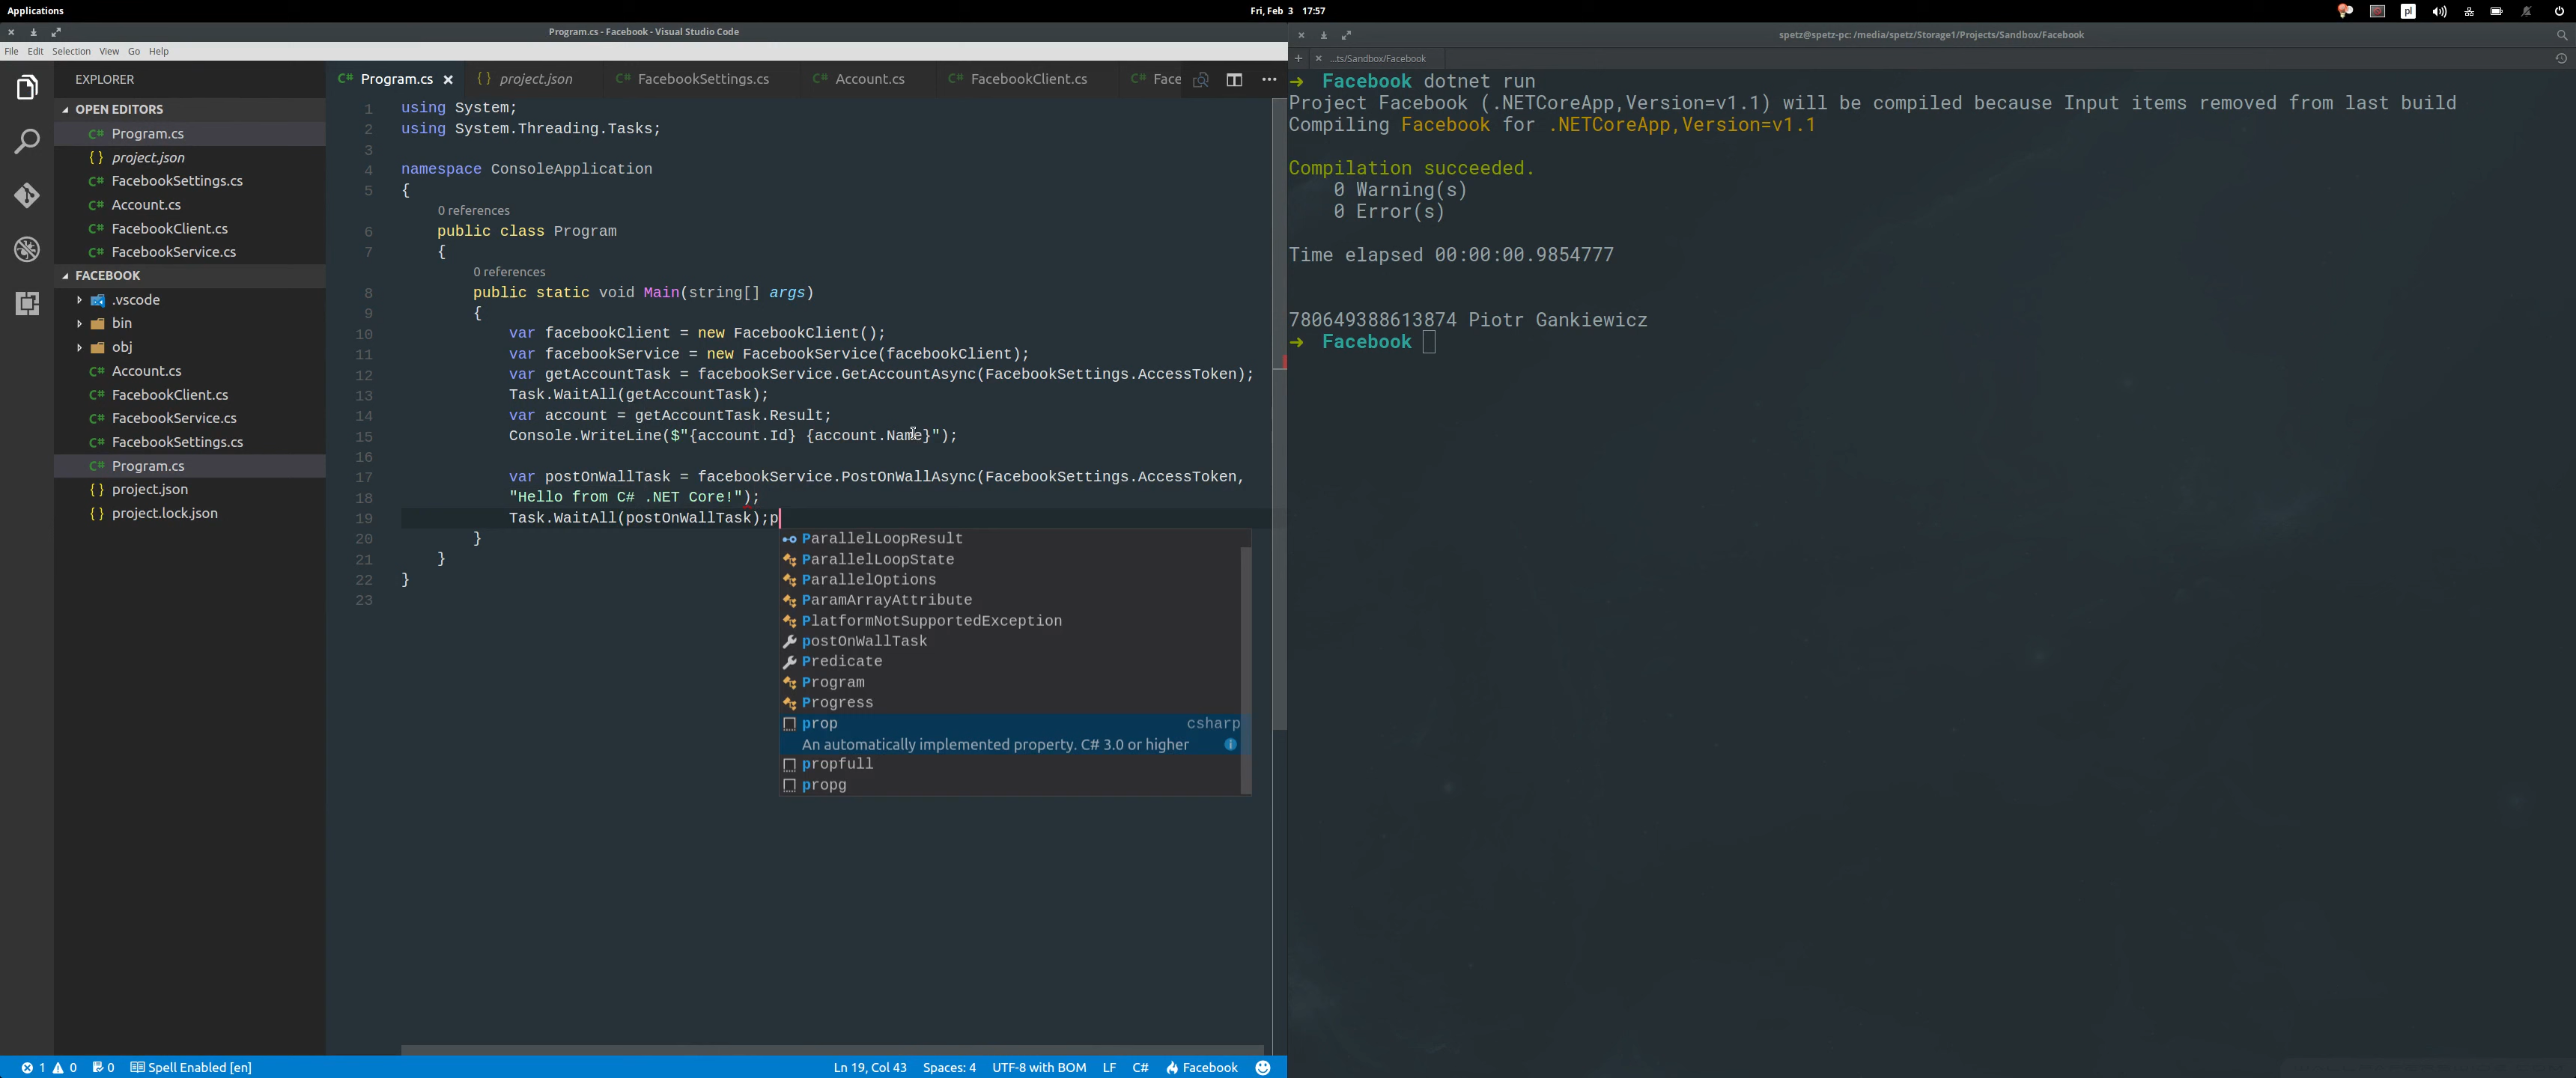 Applications
Fri, Feb 3 17:57
pl
Program.cs - Facebook - Visual Studio Code
File Edit Selection View Go Help
EXPLORER
OPEN EDITORS
C# Program.cs
{} project.json
C# FacebookSettings.cs
C# Account.cs
C# FacebookClient.cs
C# FacebookService.cs
FACEBOOK
.vscode
bin
obj
C# Account.cs
C# FacebookClient.cs
C# FacebookService.cs
C# FacebookSettings.cs
C# Program.cs
{} project.json
{} project.lock.json
C# Program.cs {} project.json C# FacebookSettings.cs C# Account.cs C# FacebookClient.cs C# Face
1 using System;
2 using System.Threading.Tasks;
3
4 namespace ConsoleApplication
5 {
0 references
6 public class Program
7 {
0 references
8 public static void Main(string[] args)
9 {
10 var facebookClient = new FacebookClient();
11 var facebookService = new FacebookService(facebookClient);
12 var getAccountTask = facebookService.GetAccountAsync(FacebookSettings.AccessToken);
13 Task.WaitAll(getAccountTask);
14 var account = getAccountTask.Result;
15 Console.WriteLine($"{account.Id} {account.Name}");
16
17 var postOnWallTask = facebookService.PostOnWallAsync(FacebookSettings.AccessToken,
18 "Hello from C# .NET Core!");
19 Task.WaitAll(postOnWallTask);p
20 }
21 }
22 }
23
ParallelLoopResult
ParallelLoopState
ParallelOptions
ParamArrayAttribute
PlatformNotSupportedException
postOnWallTask
Predicate
Program
Progress
prop csharp
An automatically implemented property. C# 3.0 or higher
propfull
propg
1 0 0 Spell Enabled [en] Ln 19, Col 43 Spaces: 4 UTF-8 with BOM LF C# Facebook
spetz@spetz-pc: /media/spetz/Storage1/Projects/Sandbox/Facebook
...ts/Sandbox/Facebook
➜ Facebook dotnet run
Project Facebook (.NETCoreApp,Version=v1.1) will be compiled because Input items removed from last build
Compiling Facebook for .NETCoreApp,Version=v1.1
Compilation succeeded.
0 Warning(s)
0 Error(s)
Time elapsed 00:00:00.9854777
780649388613874 Piotr Gankiewicz
➜ Facebook